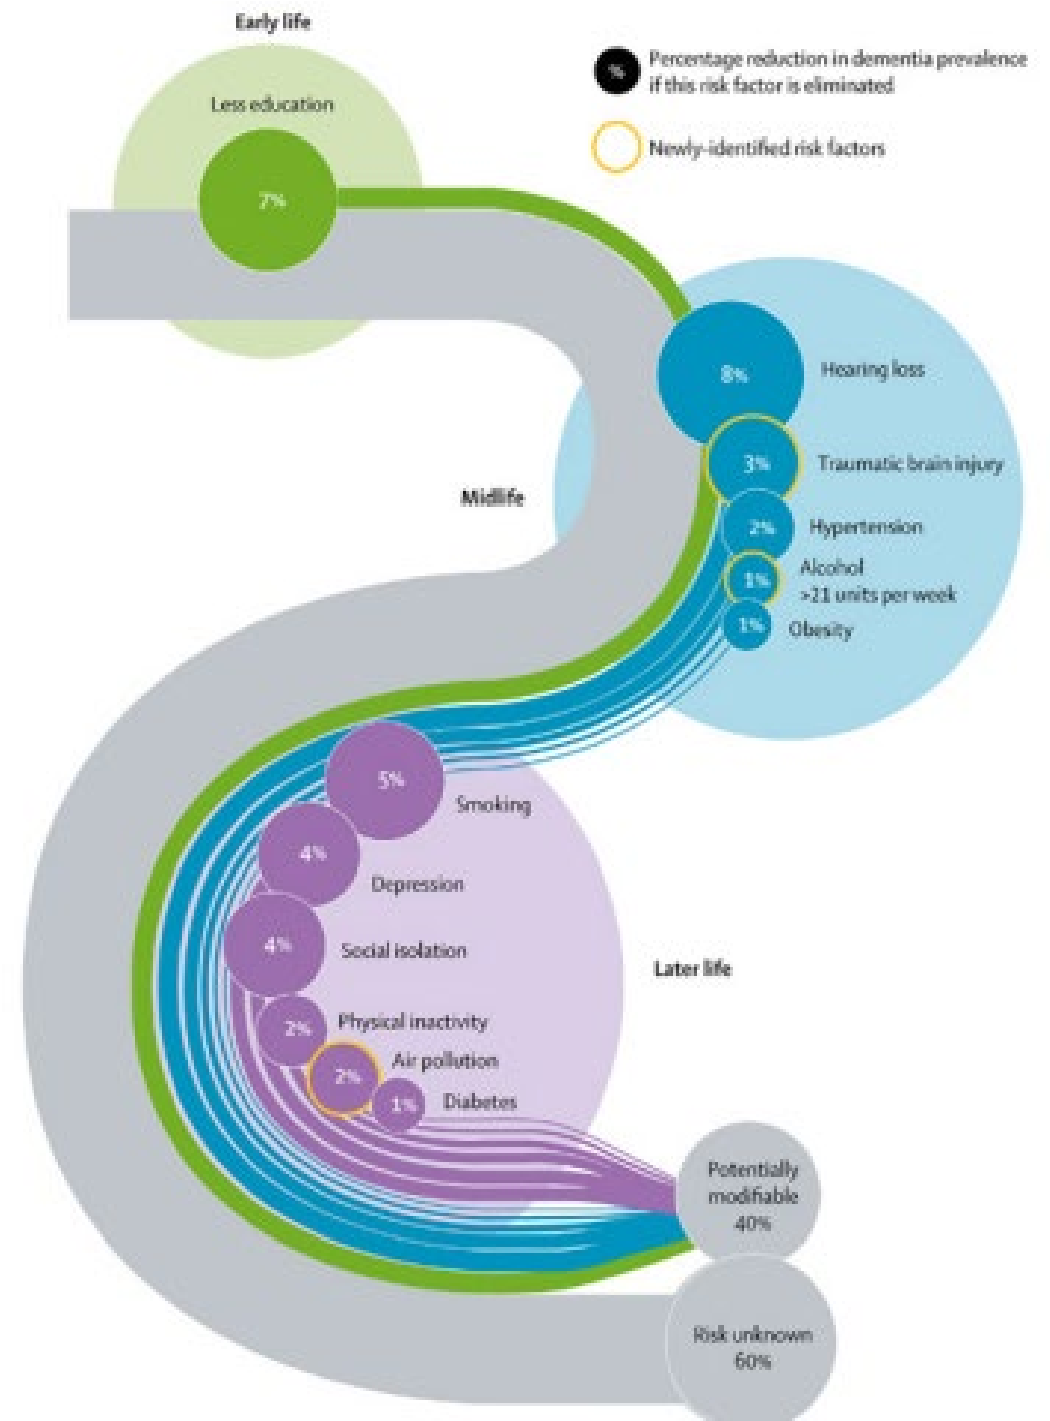 Early life
%
Percentage reduction in dementia prevalence
if this risk factor is eliminated
Newly-identified risk factors
Less education
7%
8%
Hearing loss
3%
Traumatic brain injury
Midlife
2%
Hypertension
1%
Alcohol
>21 units per week
1%
Obesity
5%
Smoking
4%
Depression
4%
Social isolation
Later life
2%
Physical inactivity
2%
Air pollution
1%
Diabetes
Potentially
modifiable
40%
Risk unknown
60%